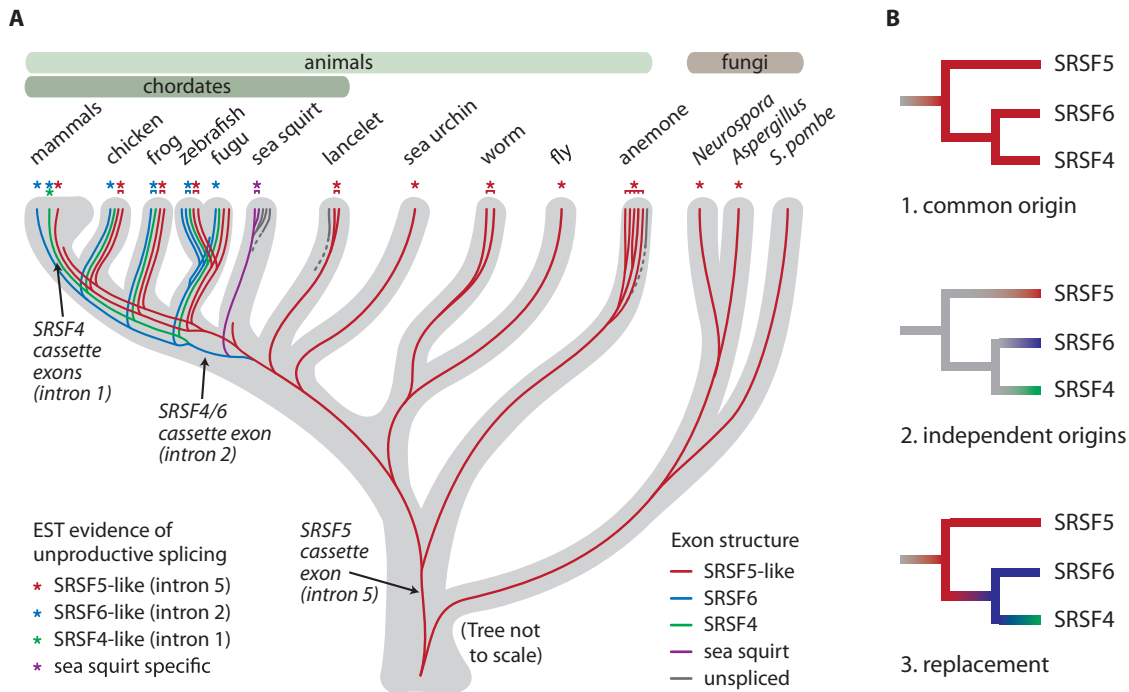 A
animals
fungi
chordates
mammals
chicken
frog
zebrafish
fugu
sea squirt
lancelet
sea urchin
worm
fly
anemone
Neurospora
Aspergillus
S. pombe
SRSF4
cassette
exons
(intron 1)
SRSF4/6
cassette exon
(intron 2)
SRSF5
cassette
exon
(intron 5)
EST evidence of
unproductive splicing
* SRSF5-like (intron 5)
* SRSF6-like (intron 2)
* SRSF4-like (intron 1)
* sea squirt specific
(Tree not
to scale)
Exon structure
SRSF5-like
SRSF6
SRSF4
sea squirt
unspliced
B
SRSF5
SRSF6
SRSF4
1. common origin
SRSF5
SRSF6
SRSF4
2. independent origins
SRSF5
SRSF6
SRSF4
3. replacement